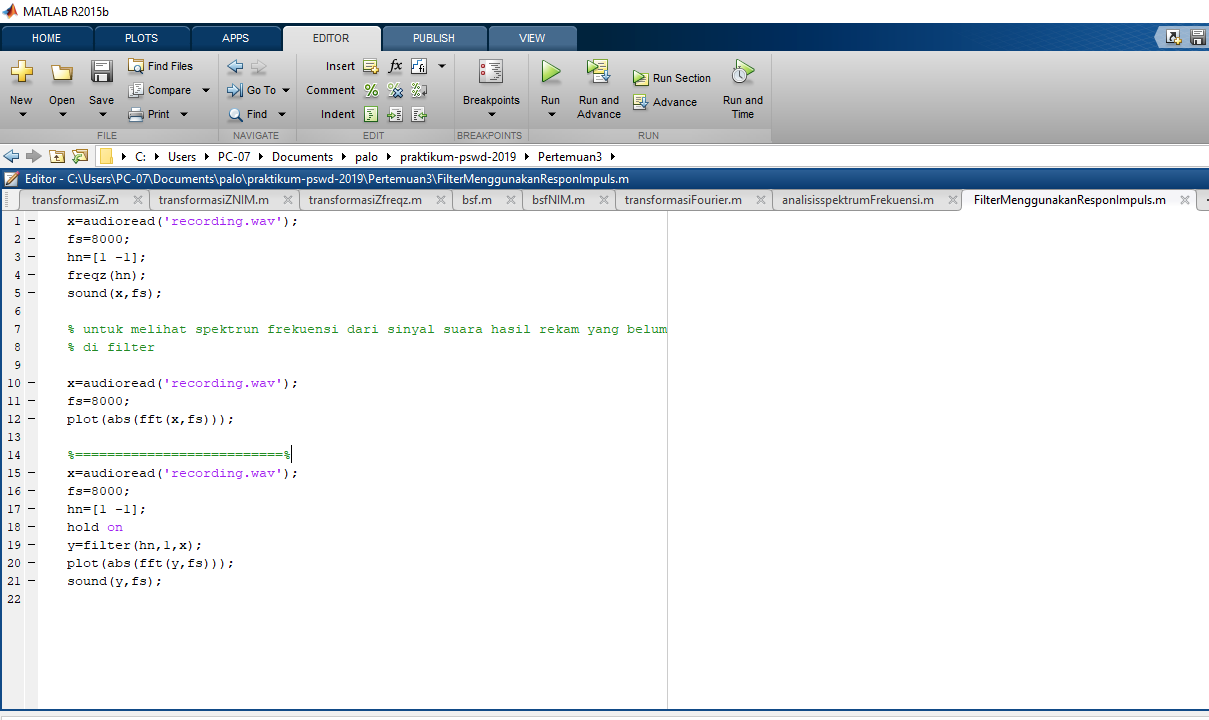 MATLAB R2015b
HOME PLOTS APPS EDITOR PUBLISH VIEW
New Open Save Find Files Compare Print
Go To Find
Insert fx
Comment % % %
Indent
Breakpoints
Run Run and Advance Run Section Advance Run and Time
FILE NAVIGATE EDIT BREAKPOINTS RUN
C: Users PC-07 Documents palo praktikum-pswd-2019 Pertemuan3
Editor - C:\Users\PC-07\Documents\palo\praktikum-pswd-2019\Pertemuan3\FilterMenggunakanResponImpuls.m
transformasiZ.m transformasiZNIM.m transformasiZfreqz.m bsf.m bsfNIM.m transformasiFourier.m analisisspektrumFrekuensi.m FilterMenggunakanResponImpuls.m
1 x=audioread('recording.wav');
2 fs=8000;
3 hn=[1 -1];
4 freqz(hn);
5 sound(x,fs);
6
7 % untuk melihat spektrun frekuensi dari sinyal suara hasil rekam yang belum
8 % di filter
9
10 x=audioread('recording.wav');
11 fs=8000;
12 plot(abs(fft(x,fs)));
13
14 %==========================%
15 x=audioread('recording.wav');
16 fs=8000;
17 hn=[1 -1];
18 hold on
19 y=filter(hn,1,x);
20 plot(abs(fft(y,fs)));
21 sound(y,fs);
22